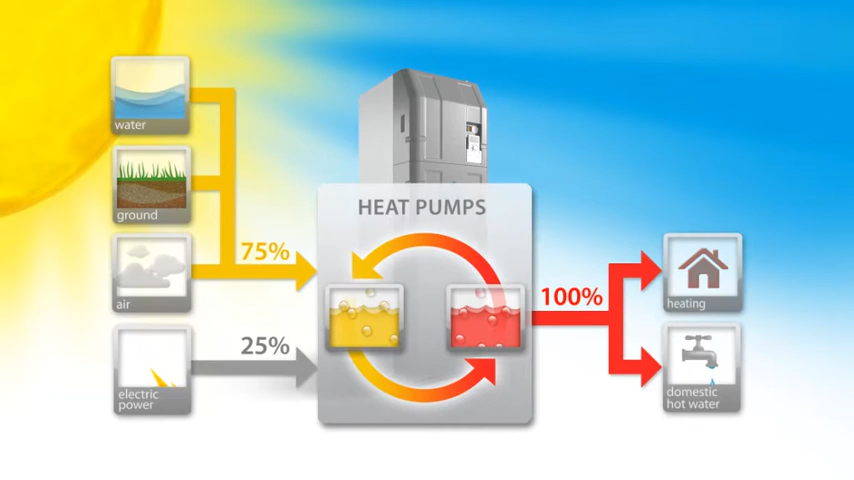 water
ground
air
electric
power
75%
25%
HEAT PUMPS
100%
heating
domestic
hot water